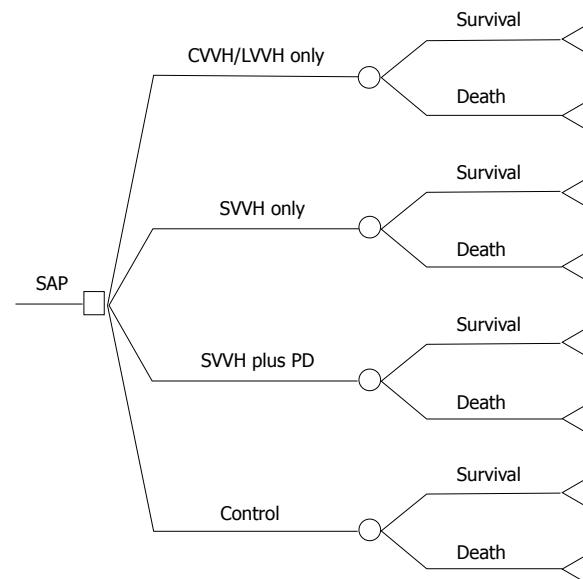 Survival
CVVH/LVVH only
Death
Survival
SVVH only
Death
SAP
Survival
SVVH plus PD
Death
Survival
Control
Death